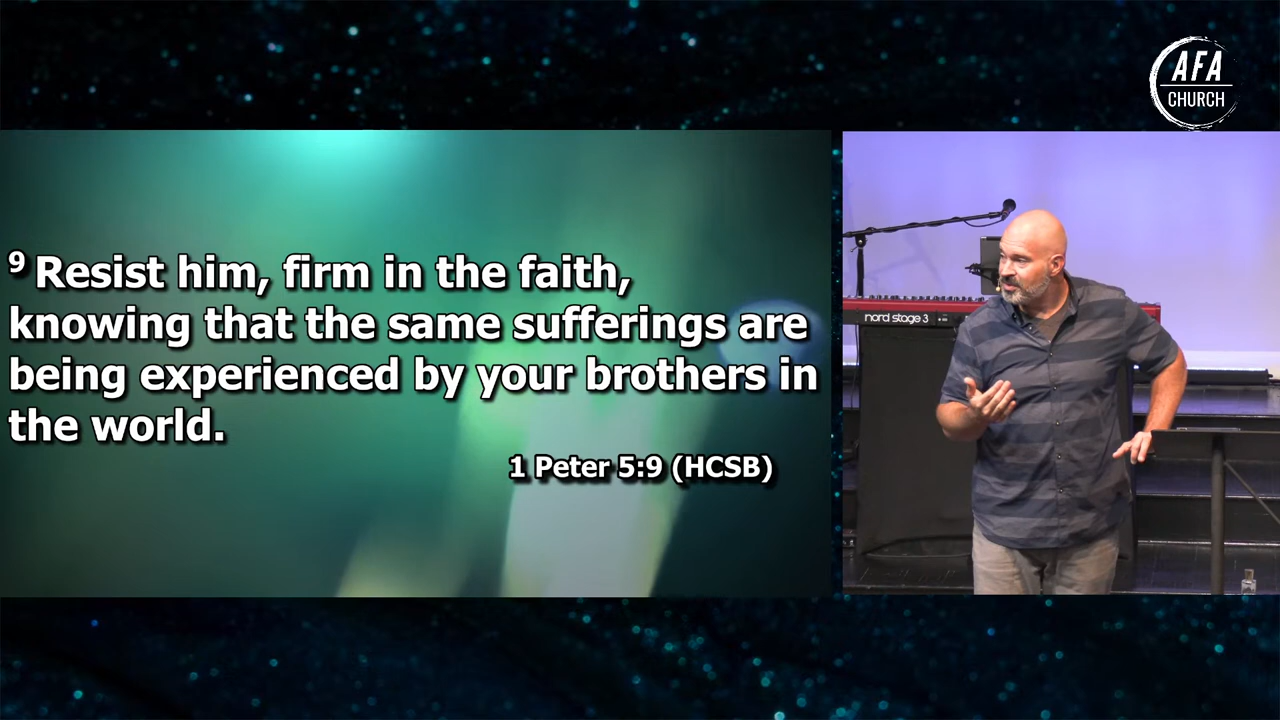 AFA
CHURCH
9 Resist him, firm in the faith,
knowing that the same sufferings are
being experienced by your brothers in
the world.
1 Peter 5:9 (HCSB)
nord stage 3